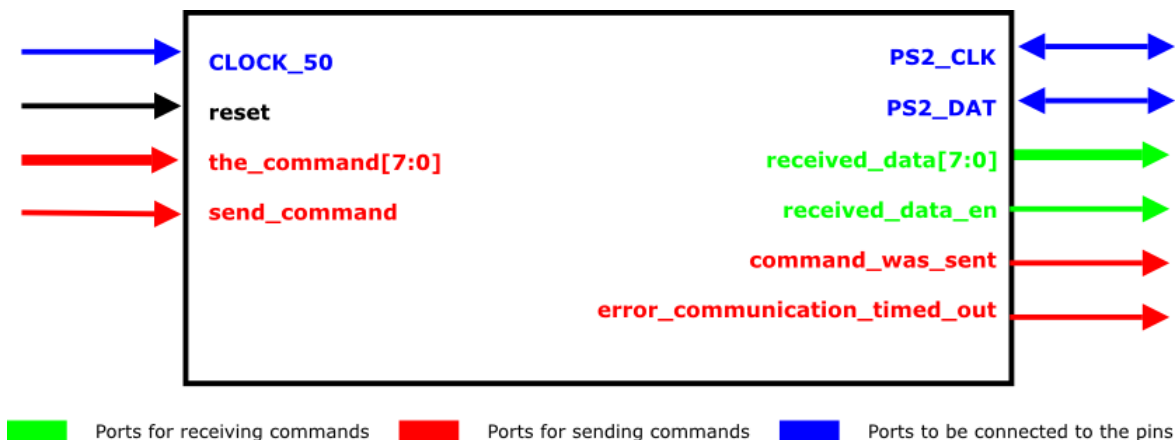 CLOCK_50
reset
the_command[7:0]
send_command
PS2_CLK
PS2_DAT
received_data[7:0]
received_data_en
command_was_sent
error_communication_timed_out
Ports for receiving commands
Ports for sending commands
Ports to be connected to the pins